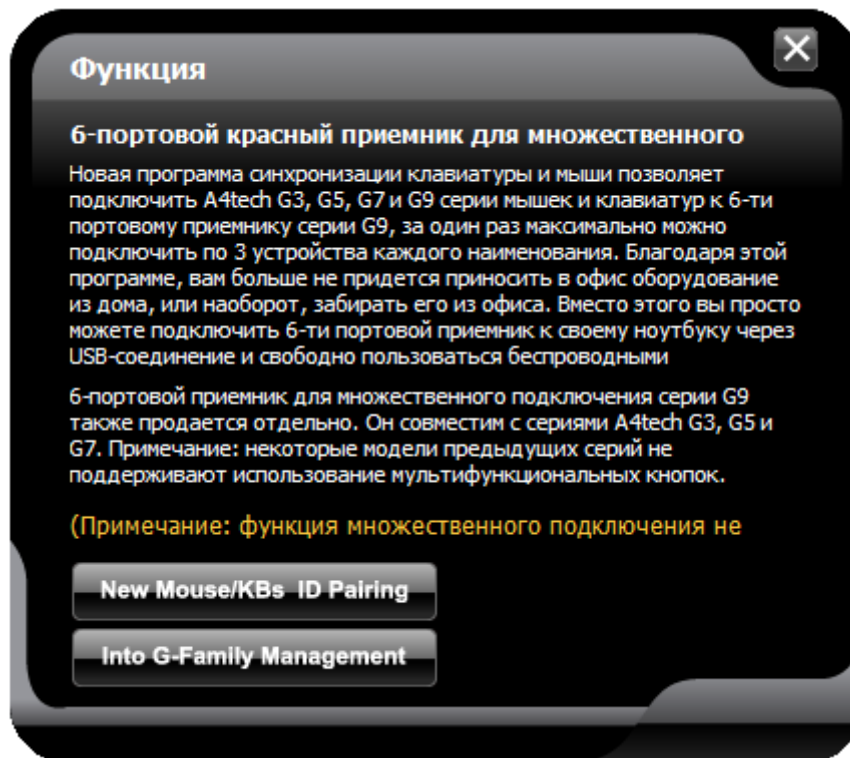 Функция
6-портовой красный приемник для множественного
Новая программа синхронизации клавиатуры и мыши позволяет
подключить A4tech G3, G5, G7 и G9 серии мышек и клавиатур к 6-ти
портовому приемнику серии G9, за один раз максимально можно
подключить по 3 устройства каждого наименования. Благодаря этой
программе, вам больше не придется приносить в офис оборудование
из дома, или наоборот, забирать его из офиса. Вместо этого вы просто
можете подключить 6-ти портовой приемник к своему ноутбуку через
USB-соединение и свободно пользоваться беспроводными
6-портовой приемник для множественного подключения серии G9
также продается отдельно. Он совместим с сериями A4tech G3, G5 и
G7. Примечание: некоторые модели предыдущих серий не
поддерживают использование мультифункциональных кнопок.
(Примечание: функция множественного подключения не
New Mouse/KBs ID Pairing
Into G-Family Management